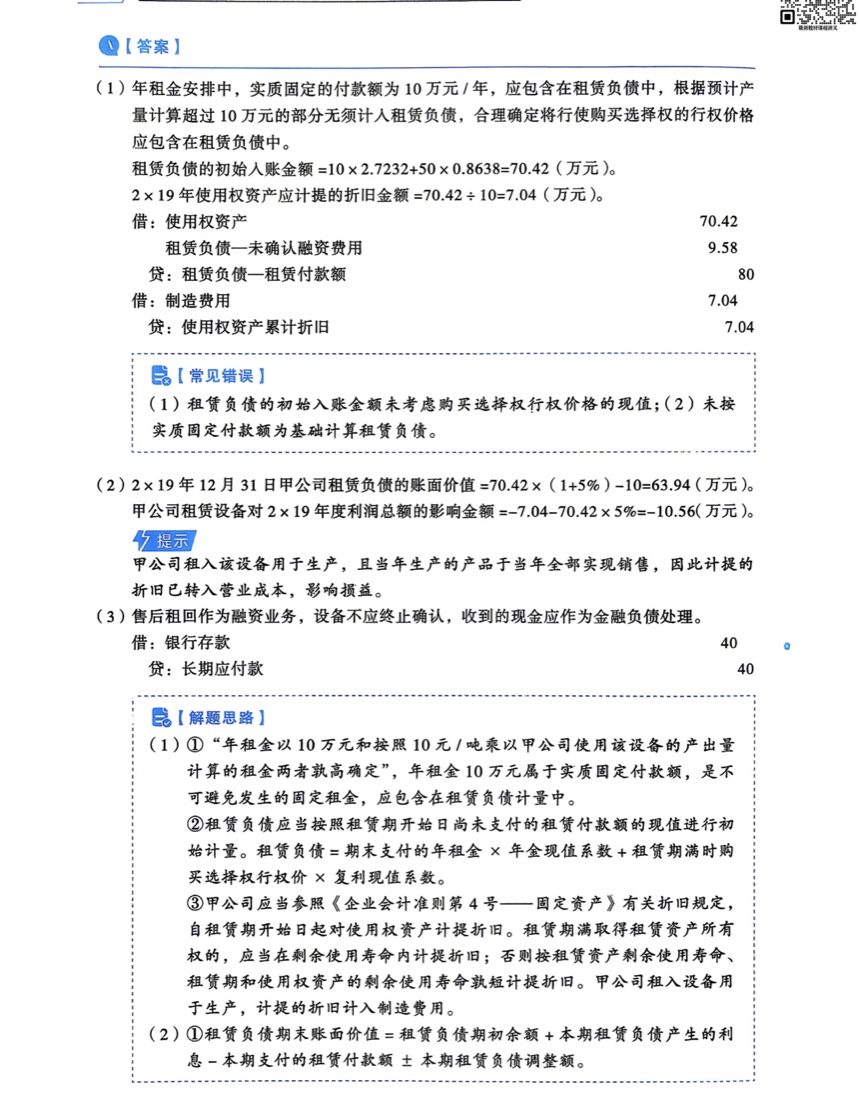 【答案】
（1）年租金安排中，实质固定的付款额为 10 万元 / 年，应包含在租赁负债中，根据预计产
量计算超过 10 万元的部分无须计入租赁负债，合理确定将行使购买选择权的行权价格
应包含在租赁负债中。
租赁负债的初始入账金额 =10×2.7232+50×0.8638=70.42（万元）。
2×19 年使用权资产应计提的折旧金额 =70.42÷10=7.04（万元）。
借：使用权资产 70.42
租赁负债—未确认融资费用 9.58
贷：租赁负债—租赁付款额 80
借：制造费用 7.04
贷：使用权资产累计折旧 7.04
【常见错误】
（1）租赁负债的初始入账金额未考虑购买选择权行权价格的现值；（2）未按
实质固定付款额为基础计算租赁负债。
（2）2×19 年 12 月 31 日甲公司租赁负债的账面价值 =70.42×（1+5%）-10=63.94（万元）。
甲公司租赁设备对 2×19 年度利润总额的影响金额 =-7.04-70.42×5%=-10.56（万元）。
提示
甲公司租入该设备用于生产，且当年生产的产品于当年全部实现销售，因此计提的
折旧已转入营业成本，影响损益。
（3）售后租回作为融资业务，设备不应终止确认，收到的现金应作为金融负债处理。
借：银行存款 40
贷：长期应付款 40
【解题思路】
（1）①“年租金以 10 万元和按照 10 元 / 吨乘以甲公司使用该设备的产出量
计算的租金两者孰高确定”，年租金 10 万元属于实质固定付款额，是不
可避免发生的固定租金，应包含在租赁负债计量中。
②租赁负债应当按照租赁期开始日尚未支付的租赁付款额的现值进行初
始计量。租赁负债 = 期末支付的年租金 × 年金现值系数 + 租赁期满时购
买选择权行权价 × 复利现值系数。
③甲公司应当参照《企业会计准则第 4 号——固定资产》有关折旧规定，
自租赁期开始日起对使用权资产计提折旧。租赁期满取得租赁资产所有
权的，应当在剩余使用寿命内计提折旧；否则按租赁资产剩余使用寿命、
租赁期和使用权资产的剩余使用寿命孰短计提折旧。甲公司租入设备用
于生产，计提的折旧计入制造费用。
（2）①租赁负债期末账面价值 = 租赁负债期初余额 + 本期租赁负债产生的利
息 - 本期支付的租赁付款额 ± 本期租赁负债调整额。